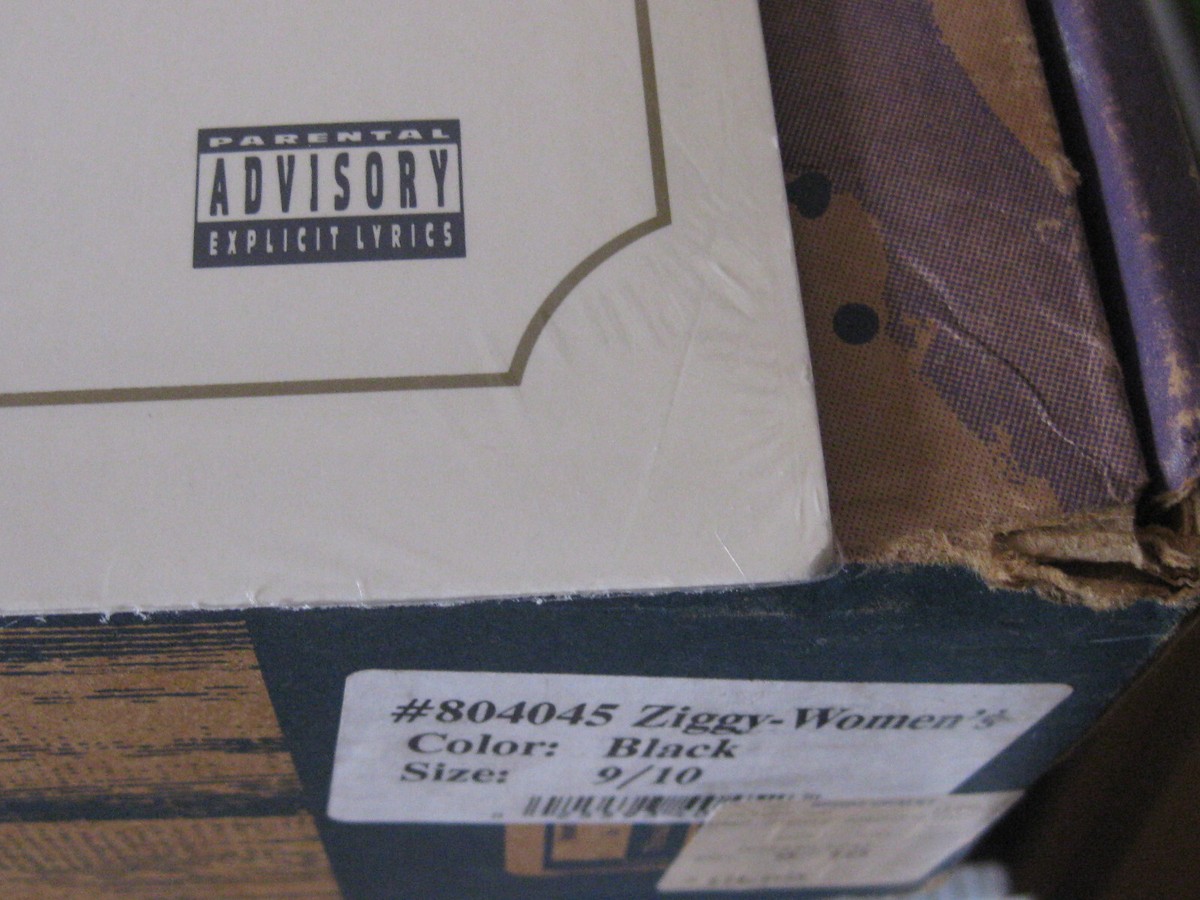 PARENTAL
ADVISORY
EXPLICIT LYRICS
#804045 Ziggy-Women's
Color: Black
Size: 9/10